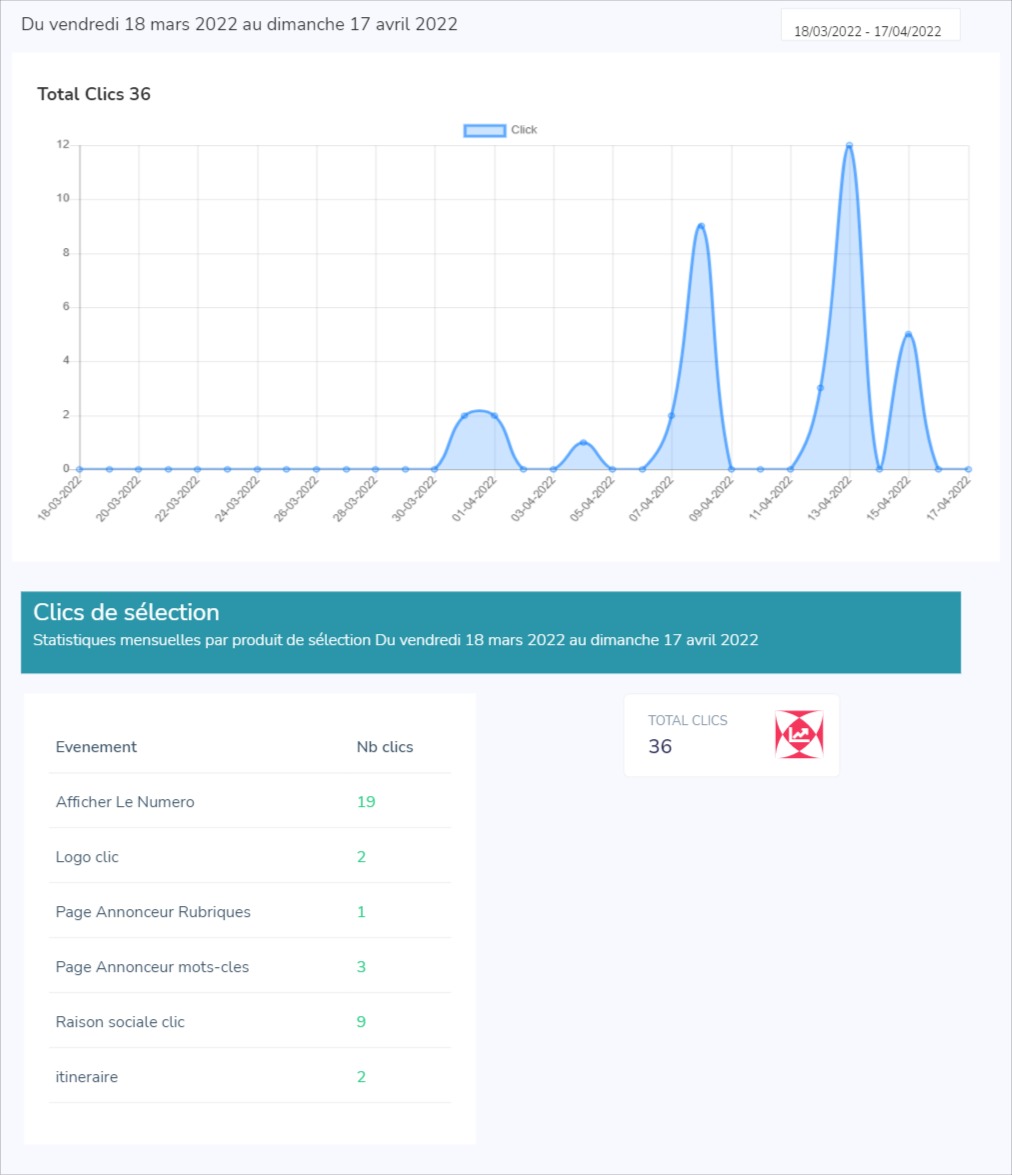 Du vendredi 18 mars 2022 au dimanche 17 avril 2022
18/03/2022 - 17/04/2022
Total Clics 36
Click
12
10
8
6
4
2
0
18-03-2022
20-03-2022
22-03-2022
24-03-2022
26-03-2022
28-03-2022
30-03-2022
01-04-2022
03-04-2022
05-04-2022
07-04-2022
09-04-2022
11-04-2022
13-04-2022
15-04-2022
17-04-2022
Clics de sélection
Statistiques mensuelles par produit de sélection Du vendredi 18 mars 2022 au dimanche 17 avril 2022
Evenement Nb clics
Afficher Le Numero 19
Logo clic 2
Page Annonceur Rubriques 1
Page Annonceur mots-cles 3
Raison sociale clic 9
itineraire 2
TOTAL CLICS
36